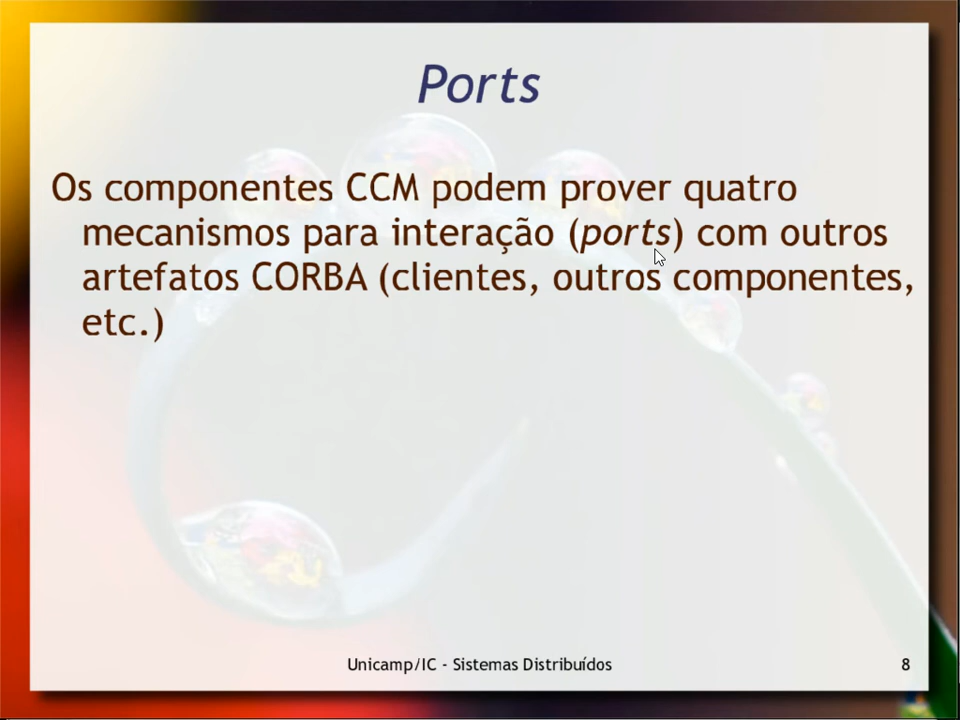 Ports
Os componentes CCM podem prover quatro
mecanismos para interação (ports) com outros
artefatos CORBA (clientes, outros componentes,
etc.)
Unicamp/IC - Sistemas Distribuídos
8